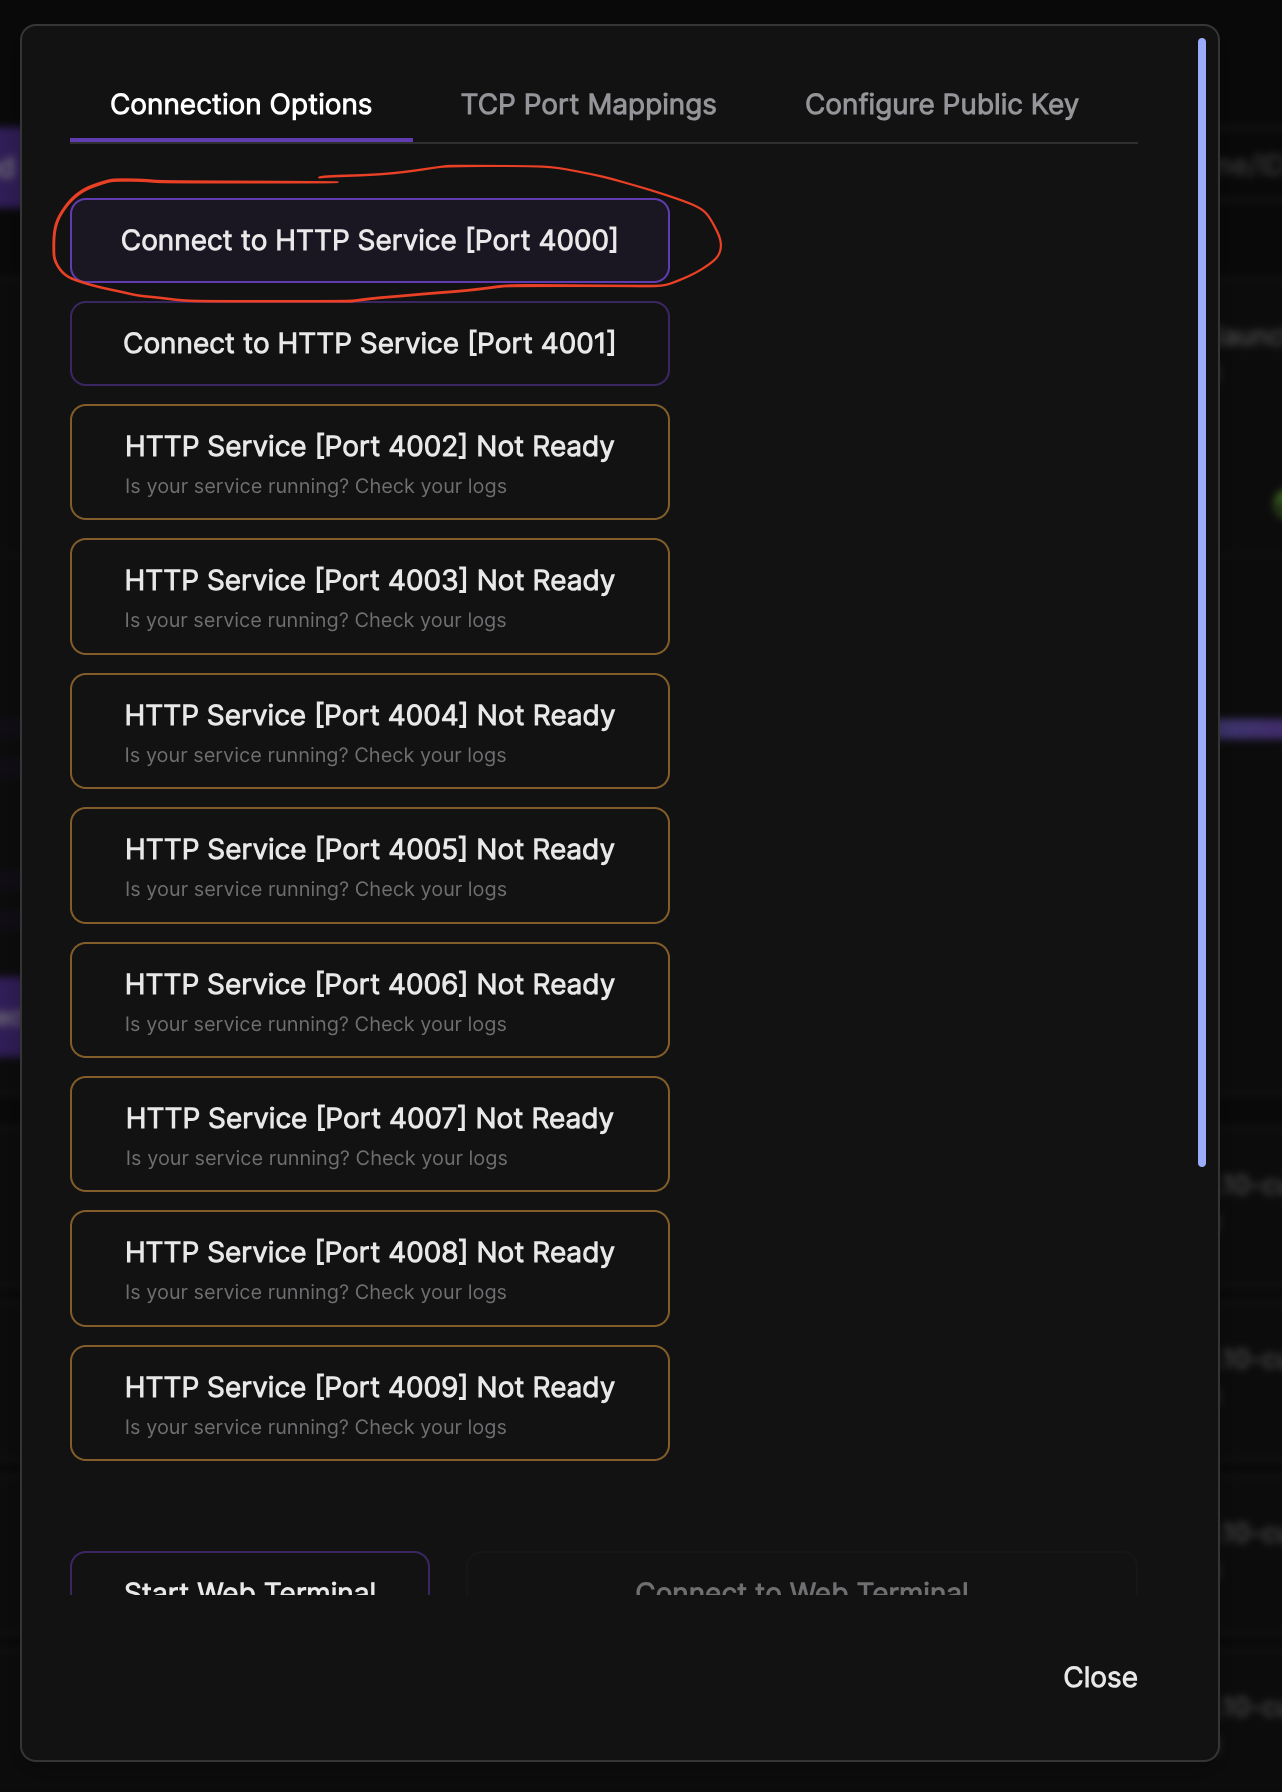 Connection Options
TCP Port Mappings
Configure Public Key
Connect to HTTP Service [Port 4000]
Connect to HTTP Service [Port 4001]
HTTP Service [Port 4002] Not Ready
Is your service running? Check your logs
HTTP Service [Port 4003] Not Ready
Is your service running? Check your logs
HTTP Service [Port 4004] Not Ready
Is your service running? Check your logs
HTTP Service [Port 4005] Not Ready
Is your service running? Check your logs
HTTP Service [Port 4006] Not Ready
Is your service running? Check your logs
HTTP Service [Port 4007] Not Ready
Is your service running? Check your logs
HTTP Service [Port 4008] Not Ready
Is your service running? Check your logs
HTTP Service [Port 4009] Not Ready
Is your service running? Check your logs
Start Web Terminal
Connect to Web Terminal
Close